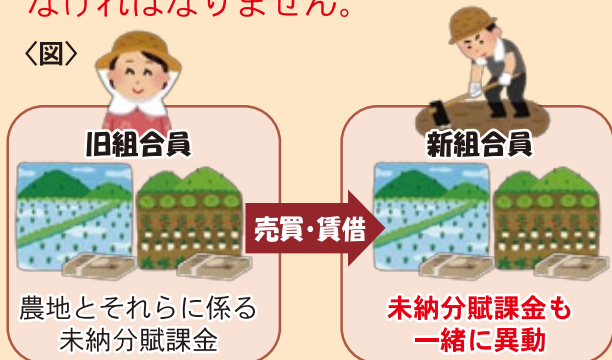 なければなりません。
〈図〉
旧組合員
新組合員
売買・賃借
農地とそれらに係る
未納分賦課金
未納分賦課金も
一緒に異動